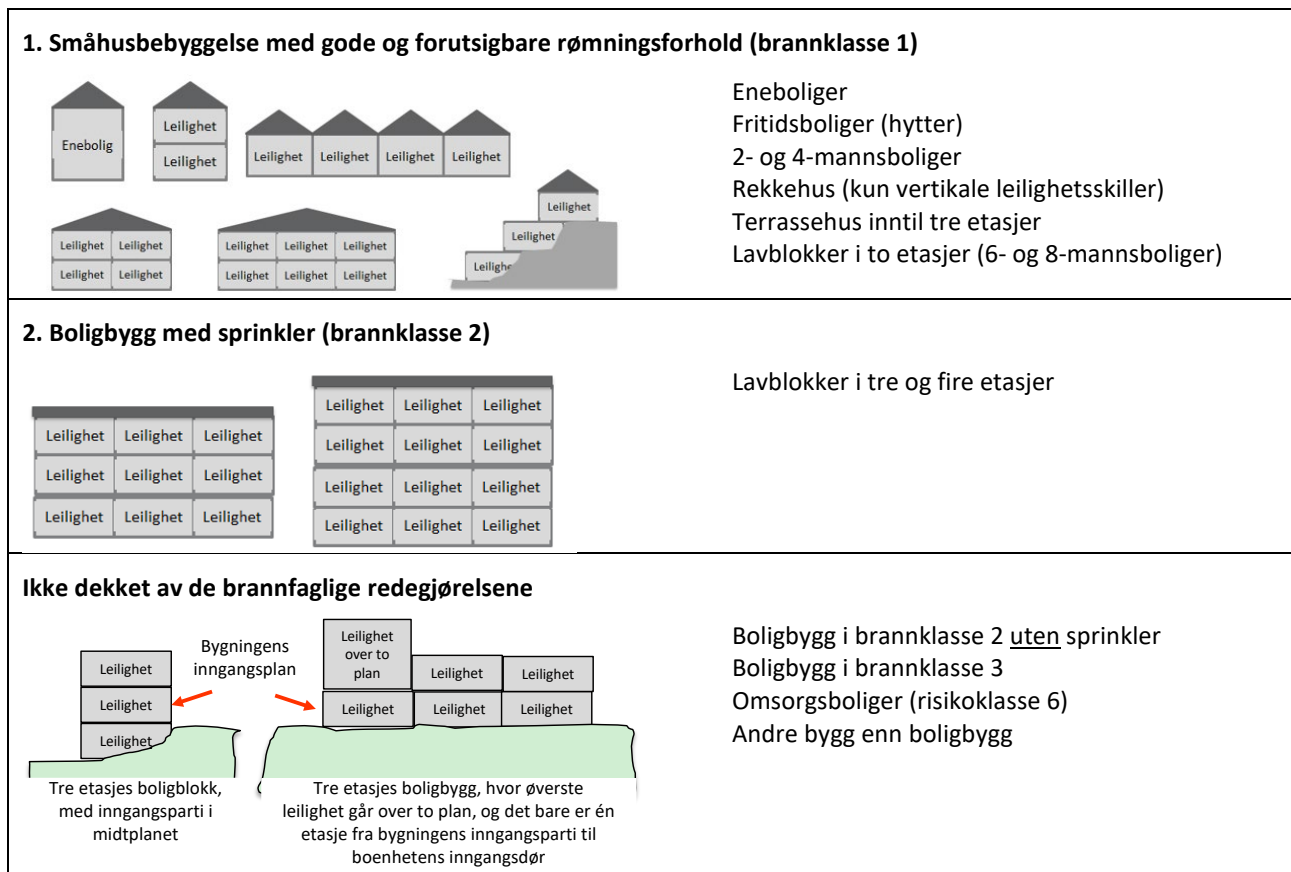 1. Småhusbebyggelse med gode og forutsigbare rømningsforhold (brannklasse 1)
Enebolig
Leilighet
Leilighet
Leilighet Leilighet Leilighet Leilighet
Leilighet Leilighet
Leilighet Leilighet
Leilighet Leilighet Leilighet
Leilighet Leilighet Leilighet
Leilighet
Leilighet
Leilighe
Eneboliger
Fritidsboliger (hytter)
2- og 4-mannsboliger
Rekkehus (kun vertikale leilighetsskiller)
Terrassehus inntil tre etasjer
Lavblokker i to etasjer (6- og 8-mannsboliger)
2. Boligbygg med sprinkler (brannklasse 2)
Leilighet Leilighet Leilighet
Leilighet Leilighet Leilighet
Leilighet Leilighet Leilighet
Leilighet Leilighet Leilighet
Leilighet Leilighet Leilighet
Leilighet Leilighet Leilighet
Leilighet Leilighet Leilighet
Lavblokker i tre og fire etasjer
Ikke dekket av de brannfaglige redegjørelsene
Leilighet
Leilighet
Leilighet
Bygningens
inngangsplan
Leilighet
over to
plan
Leilighet Leilighet
Leilighet Leilighet Leilighet
Tre etasjes boligblokk,
med inngangsparti i
midtplanet
Tre etasjes boligbygg, hvor øverste
leilighet går over to plan, og det bare er én
etasje fra bygningens inngangsparti til
boenhetens inngangsdør
Boligbygg i brannklasse 2 uten sprinkler
Boligbygg i brannklasse 3
Omsorgsboliger (risikoklasse 6)
Andre bygg enn boligbygg